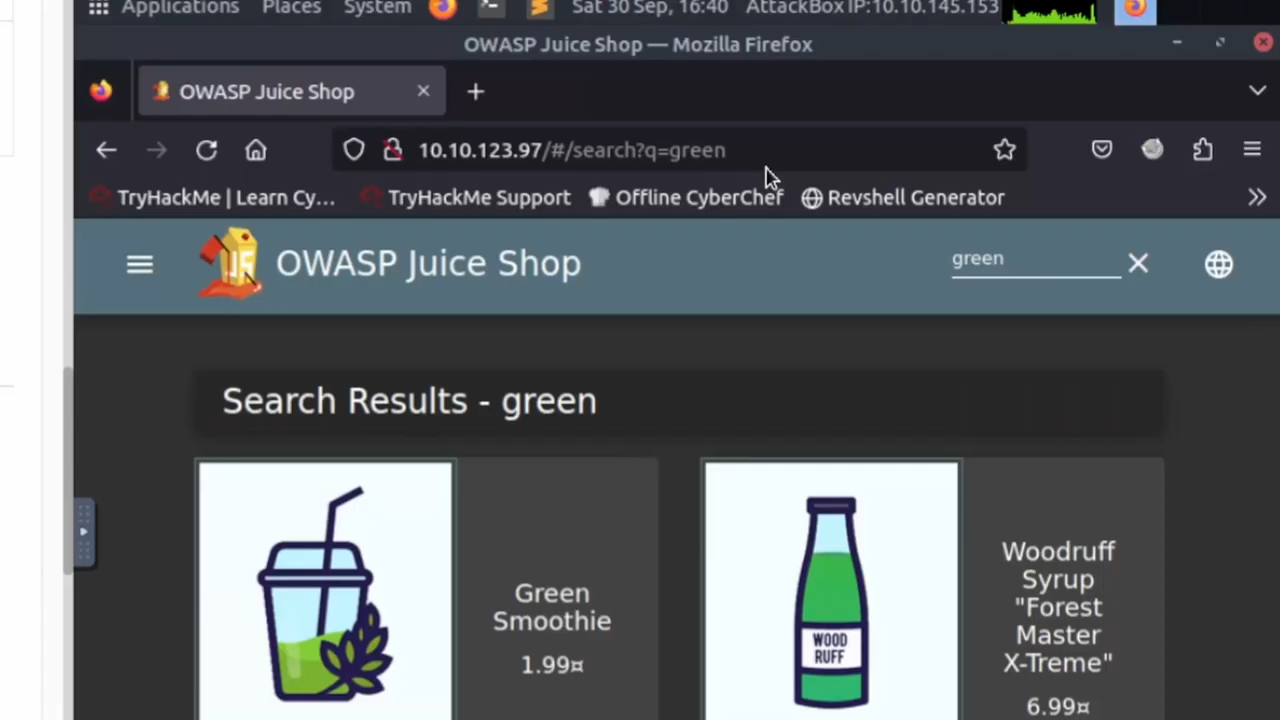 Applications Places System Sat 30 Sep, 16:40 AttackBox IP:10.10.145.153
OWASP Juice Shop — Mozilla Firefox
OWASP Juice Shop
10.10.123.97/#/search?q=green
TryHackMe | Learn Cy... TryHackMe Support Offline CyberChef Revshell Generator
OWASP Juice Shop green
Search Results - green
Green
Smoothie
1.99¤
WOOD
RUFF
Woodruff
Syrup
"Forest
Master
X-Treme"
6.99¤